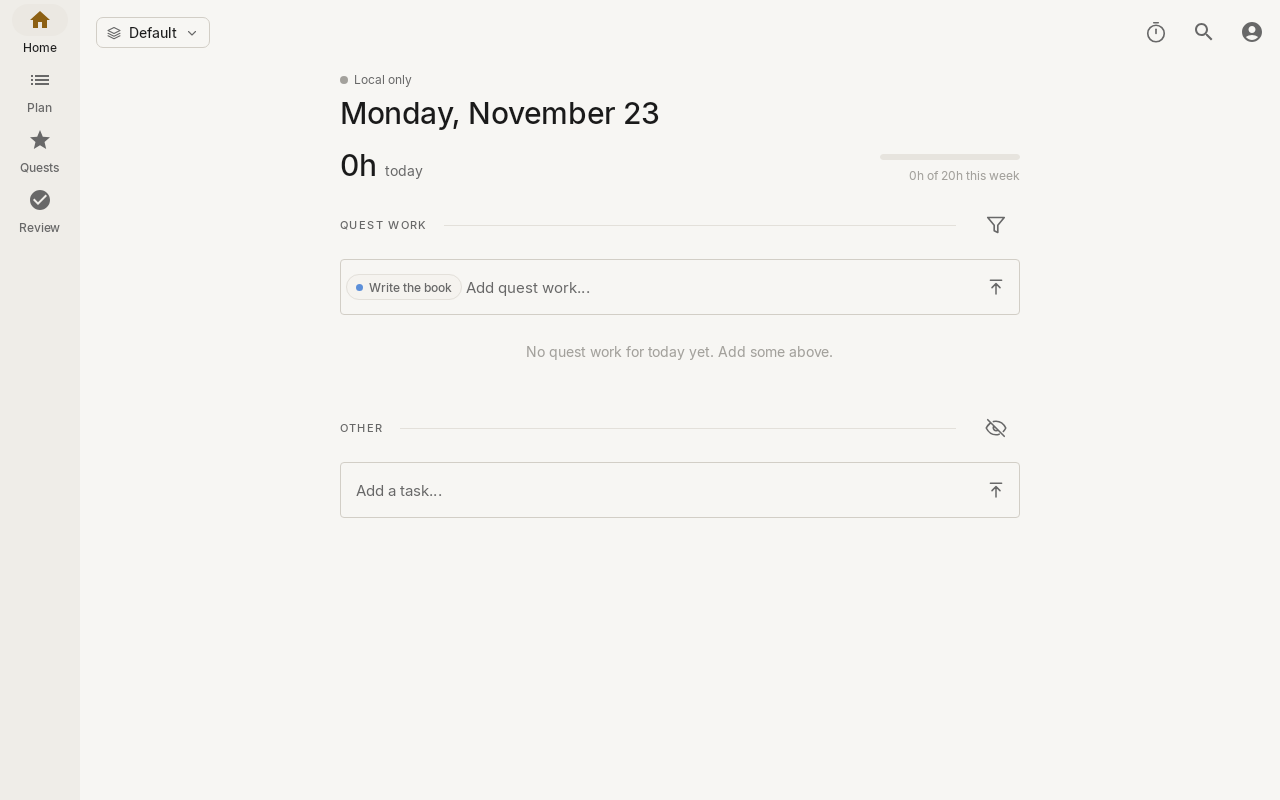 Home
Plan
Quests
Review
Default
Local only
Monday, November 23
0h today
0h of 20h this week
QUEST WORK
Write the book Add quest work...
No quest work for today yet. Add some above.
OTHER
Add a task...